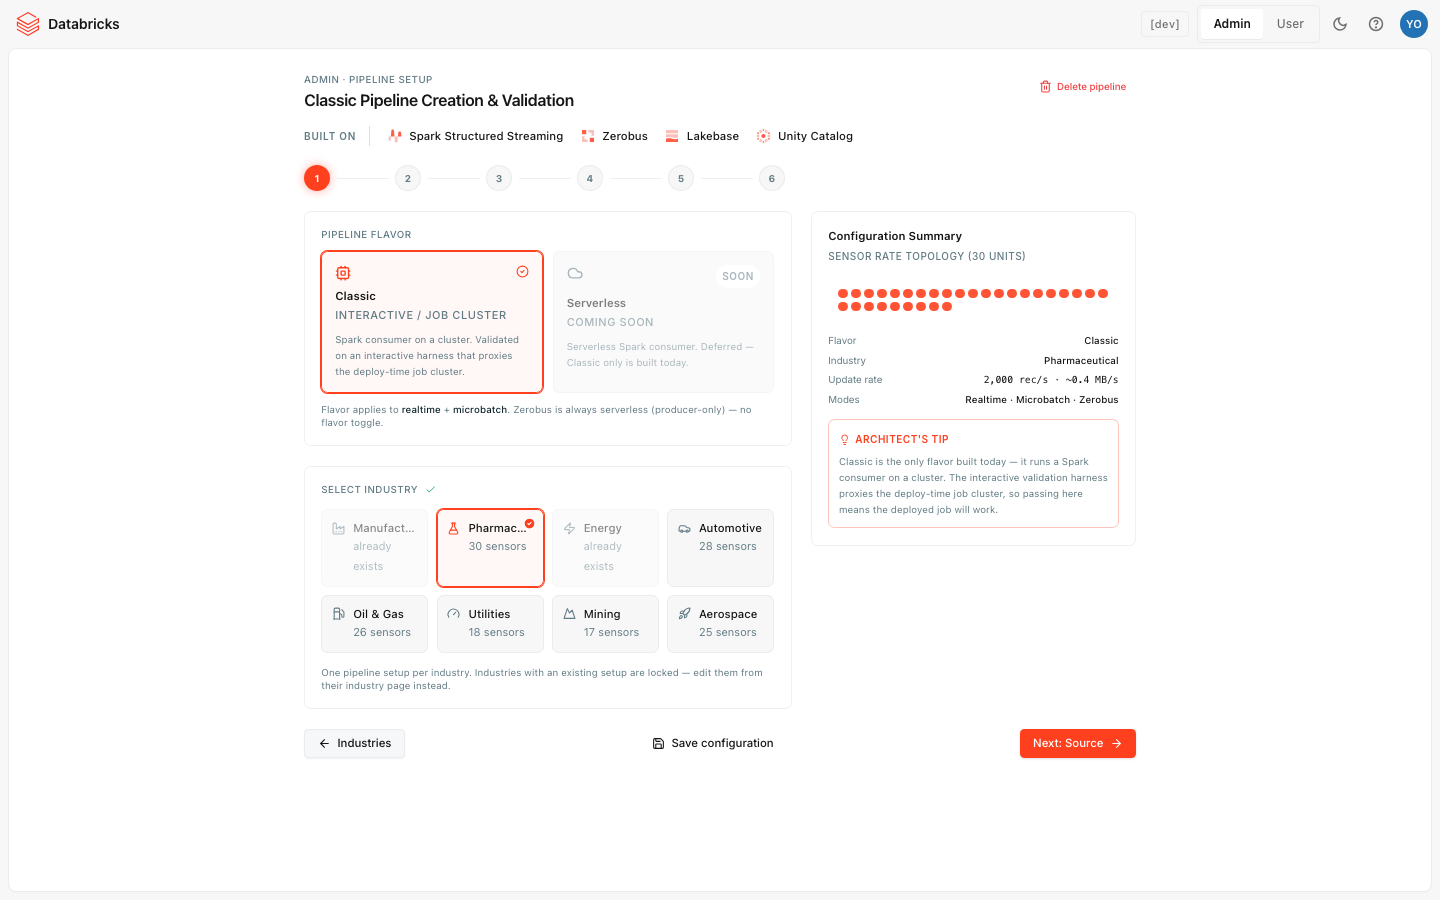 Databricks
[dev]
Admin
User
YO
ADMIN · PIPELINE SETUP
Classic Pipeline Creation & Validation
Delete pipeline
BUILT ON
Spark Structured Streaming
Zerobus
Lakebase
Unity Catalog
1
2
3
4
5
6
PIPELINE FLAVOR
Classic
INTERACTIVE / JOB CLUSTER
Spark consumer on a cluster. Validated
on an interactive harness that proxies
the deploy-time job cluster.
SOON
Serverless
COMING SOON
Serverless Spark consumer. Deferred —
Classic only is built today.
Flavor applies to realtime + microbatch. Zerobus is always serverless (producer-only) — no
flavor toggle.
SELECT INDUSTRY
Manufact...
already
exists
Pharmac...
30 sensors
Energy
already
exists
Automotive
28 sensors
Oil & Gas
26 sensors
Utilities
18 sensors
Mining
17 sensors
Aerospace
25 sensors
One pipeline setup per industry. Industries with an existing setup are locked — edit them from
their industry page instead.
Configuration Summary
SENSOR RATE TOPOLOGY (30 UNITS)
Flavor
Classic
Industry
Pharmaceutical
Update rate
2,000 rec/s · ~0.4 MB/s
Modes
Realtime · Microbatch · Zerobus
ARCHITECT'S TIP
Classic is the only flavor built today — it runs a Spark
consumer on a cluster. The interactive validation harness
proxies the deploy-time job cluster, so passing here
means the deployed job will work.
Industries
Save configuration
Next: Source